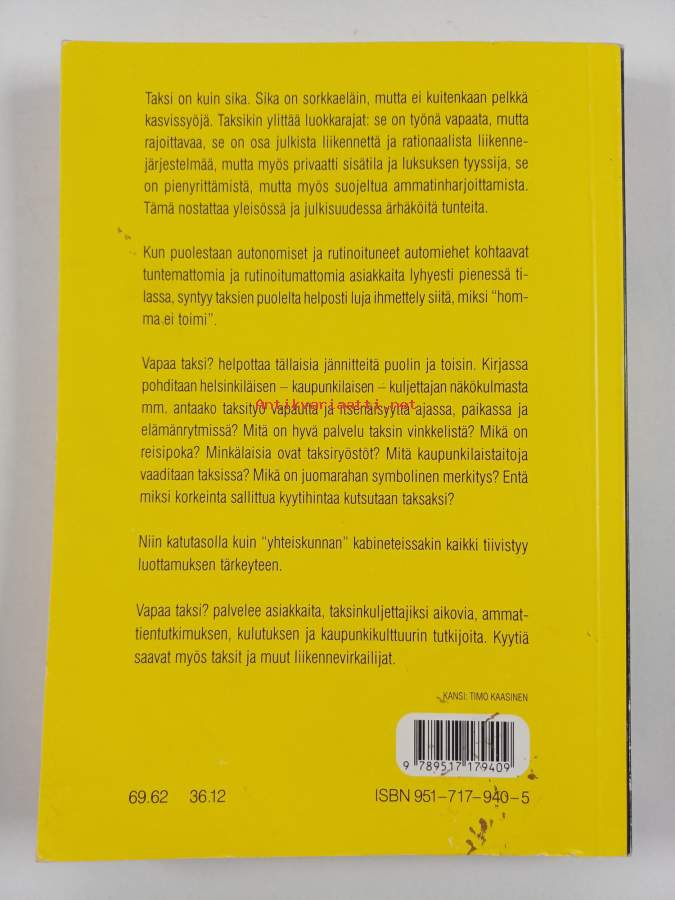 Taksi on kuin sika. Sika on sorkkaeläin, mutta ei kuitenkaan pelkkä
kasvissyöjä. Taksikin ylittää luokkarajat: se on työnä vapaata, mutta
rajoittavaa, se on osa julkista liikennettä ja rationaalista liikenne-
järjestelmää, mutta myös privaatti sisätila ja luksuksen tyyssija, se
on pienyrittämistä, mutta myös suojeltua ammatinharjoittamista.
Tämä nostattaa yleisössä ja julkisuudessa ärhäköitä tunteita.
Kun puolestaan autonomiset ja rutinoituneet automiehet kohtaavat
tuntemattomia ja rutinoitumattomia asiakkaita lyhyesti pienessä ti-
lassa, syntyy taksien puolelta helposti luja ihmettely siitä, miksi "hom-
ma ei toimi".
Vapaa taksi? helpottaa tällaisia jännitteitä puolin ja toisin. Kirjassa
pohditaan helsinkiläisen – kaupunkilaisen – kuljettajan näkökulmasta
mm. antaako taksityö vapautta ja itsenäisyyttä ajassa, paikassa ja
Antikvariaatti.net
elämänrytmissä? Mitä on hyvä palvelu taksin vinkkelistä? Mikä on
reisipoka? Minkälaisia ovat taksiryöstöt? Mitä kaupunkilaistaitoja
vaaditaan taksissa? Mikä on juomarahan symbolinen merkitys? Entä
miksi korkeinta sallittua kyytihintaa kutsutaan taksaksi?
Niin katutasolla kuin "yhteiskunnan" kabineteissakin kaikki tiivistyy
luottamuksen tärkeyteen.
Vapaa taksi? palvelee asiakkaita, taksinkuljettajiksi aikovia, ammat-
tientutkimuksen, kulutuksen ja kaupunkikulttuurin tutkijoita. Kyytiä
saavat myös taksit ja muut liikennevirkailijat.
KANSI: TIMO KAASINEN
9 789517 179409
69.62 36.12 ISBN 951–717–940–5